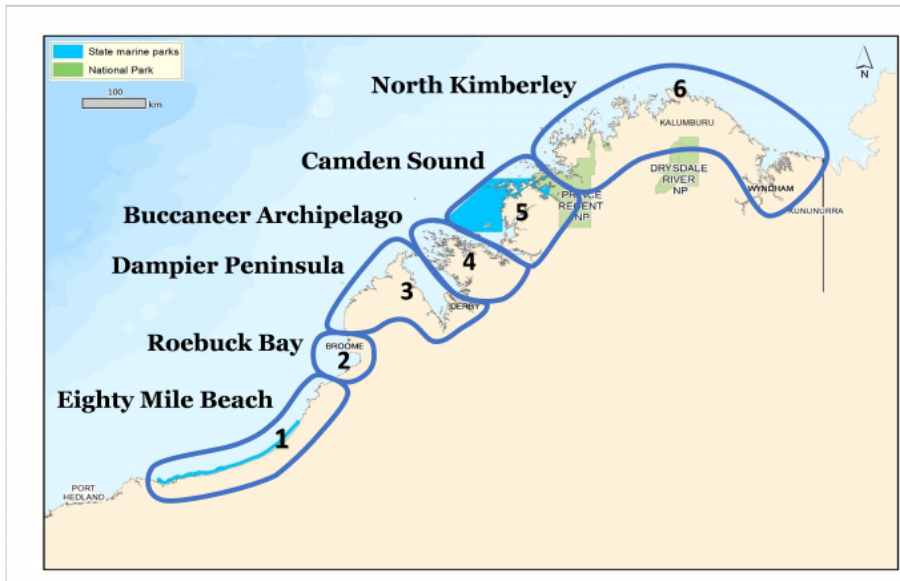 State marine parks
National Park
100
km
N
North Kimberley
6
KALUMBURU
Camden Sound
DRYSDALE
RIVER
NP
WYNDHAM
KUNUNURRA
PRINCE
REGENT
NP
5
Buccaneer Archipelago
4
Dampier Peninsula
3
DERBY
Roebuck Bay
BROOME
2
Eighty Mile Beach
1
PORT
HEDLAND